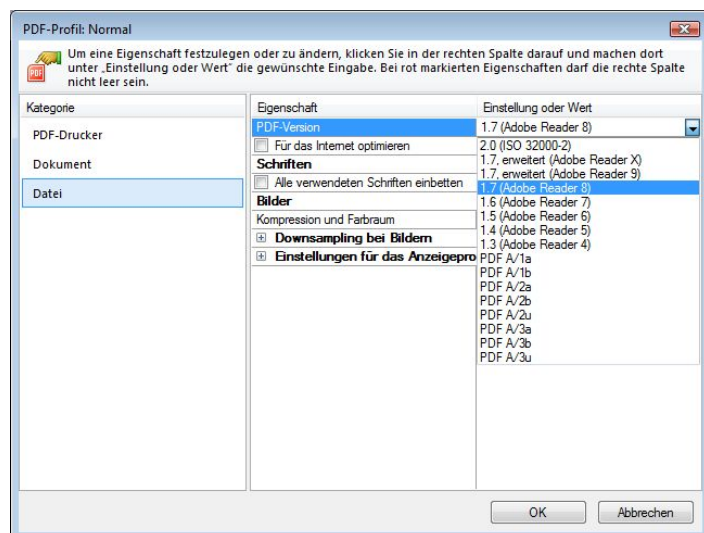 PDF-Profil: Normal
Um eine Eigenschaft festzulegen oder zu ändern, klicken Sie in der rechten Spalte darauf und machen dort
unter „Einstellung oder Wert“ die gewünschte Eingabe. Bei rot markierten Eigenschaften darf die rechte Spalte
nicht leer sein.
PDF
Kategorie
PDF-Drucker
Dokument
Datei
Eigenschaft
PDF-Version
Für das Internet optimieren
Schriften
Alle verwendeten Schriften einbetten
Bilder
Kompression und Farbraum
Downsampling bei Bildern
Einstellungen für das Anzeigepro
Einstellung oder Wert
1.7 (Adobe Reader 8)
2.0 (ISO 32000-2)
1.7, erweitert (Adobe Reader X)
1.7, erweitert (Adobe Reader 9)
1.7 (Adobe Reader 8)
1.6 (Adobe Reader 7)
1.5 (Adobe Reader 6)
1.4 (Adobe Reader 5)
1.3 (Adobe Reader 4)
PDF A/1a
PDF A/1b
PDF A/2a
PDF A/2b
PDF A/2u
PDF A/3a
PDF A/3b
PDF A/3u
OK
Abbrechen